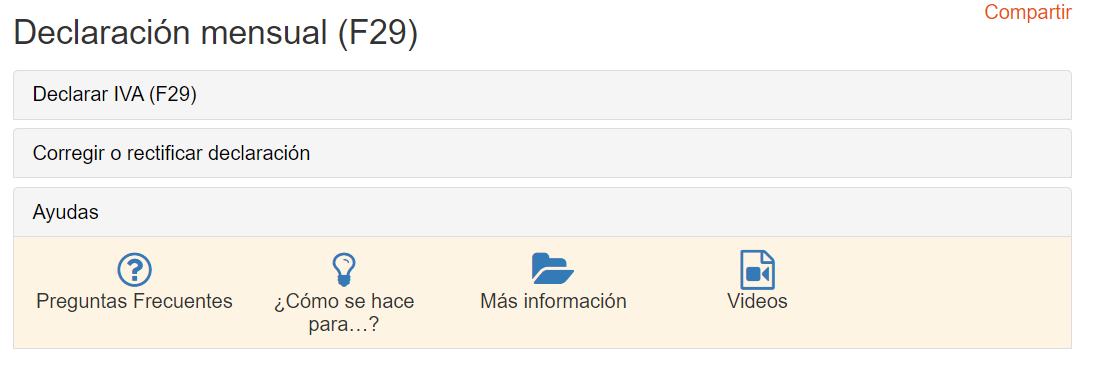 Compartir
Declaración mensual (F29)
Declarar IVA (F29)
Corregir o rectificar declaración
Ayudas
Preguntas Frecuentes
¿Cómo se hace
para…?
Más información
Videos